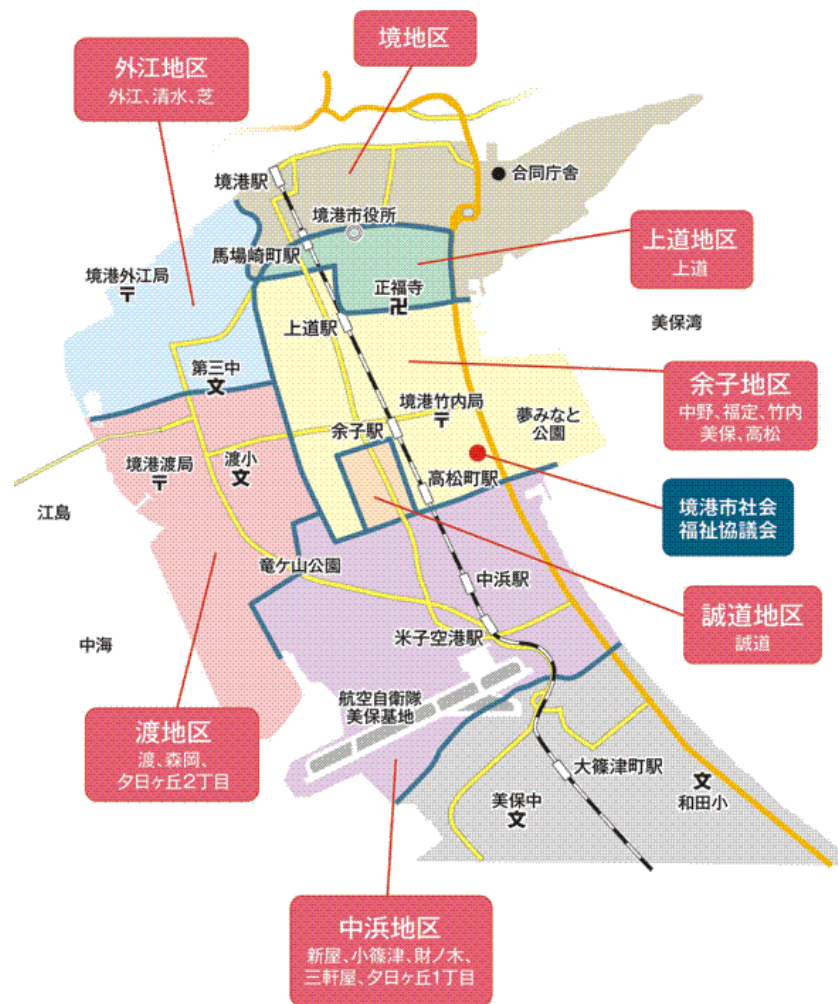 境地区
外江地区
外江、清水、芝
合同庁舎
境港駅
境港市役所
上道地区
上道
馬場崎町駅
境港外江局
正福寺
上道駅
美保湾
第三中
余子地区
中野、福定、竹内
美保、高松
境港竹内局
夢みなと
公園
余子駅
境港渡局
渡小
高松町駅
境港市社会
福祉協議会
江島
竜ケ山公園
中浜駅
誠道地区
誠道
米子空港駅
中海
航空自衛隊
美保基地
渡地区
渡、森岡、
夕日ヶ丘2丁目
大篠津町駅
美保中
和田小
中浜地区
新屋、小篠津、財ノ木、
三軒屋、夕日ヶ丘1丁目